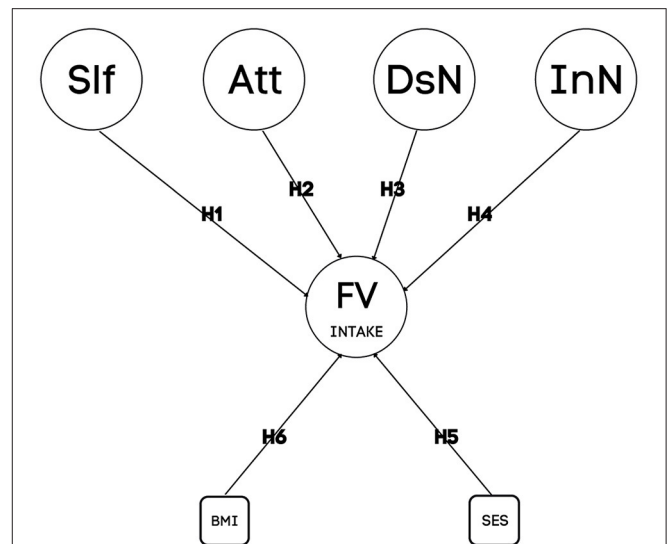 Slf
Att
DsN
InN
H1
H2
H3
H4
FV
INTAKE
H6
H5
BMI
SES